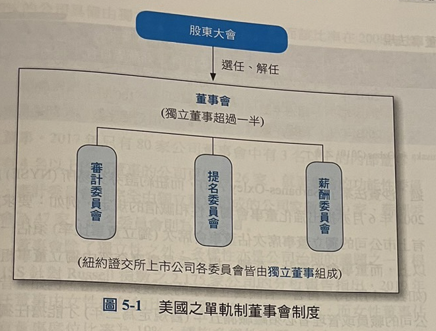 股東大會
選任、解任
董事會
(獨立董事超過一半)
審計委員會
提名委員會
薪酬委員會
(紐約證交所上市公司各委員會皆由獨立董事組成)
圖 5-1 美國之單軌制董事會制度